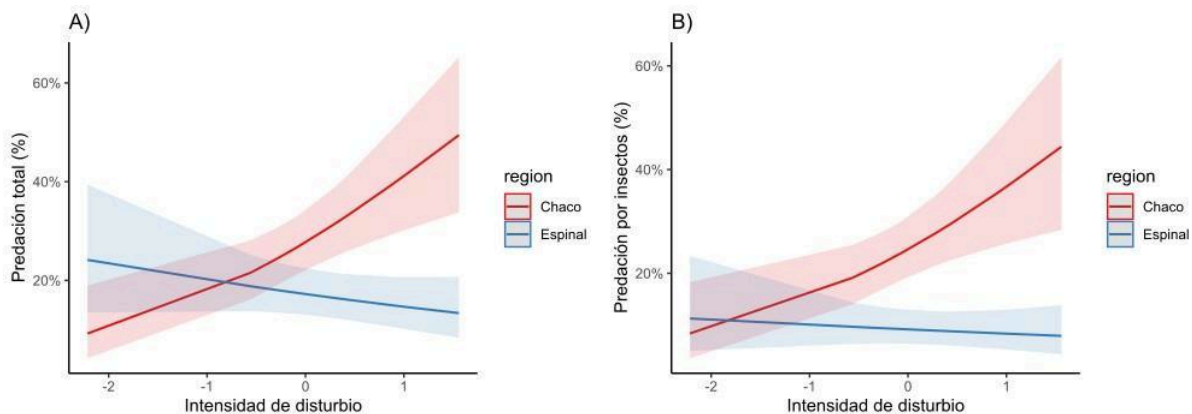 A)
Predación total (%)
60%
40%
20%
-2
-1
0
1
Intensidad de disturbio
region
Chaco
Espinal
B)
Predación por insectos (%)
60%
40%
20%
-2
-1
0
1
Intensidad de disturbio
region
Chaco
Espinal